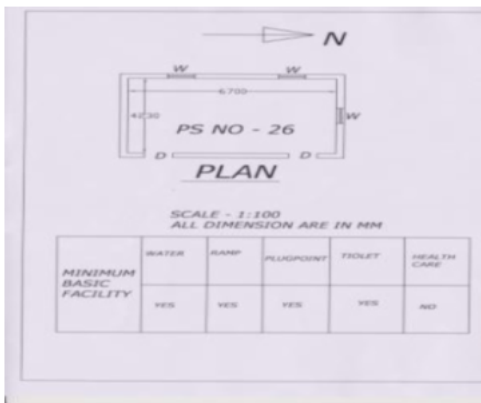 N
W W
6700
W
PS NO - 26
D D
PLAN
SCALE - 1:100
ALL DIMENSION ARE IN MM
MINIMUM BASIC FACILITY
WATER RAMP PLUGPOINT TIOLET HEALTH CARE
YES YES YES YES NO